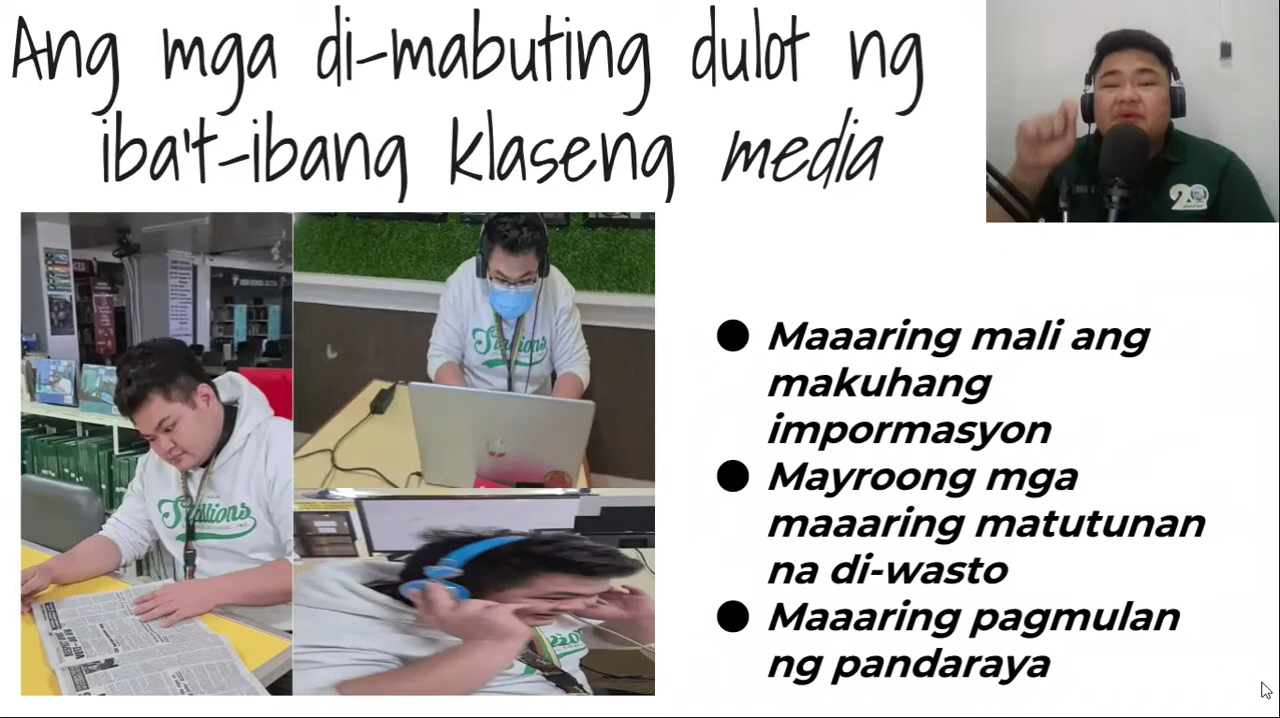 Ang mga di-mabuting dulot ng
iba't-ibang klaseng media
20
Maaaring mali ang
makuhang
impormasyon
Mayroong mga
maaaring matutunan
na di-wasto
Maaaring pagmulan
ng pandaraya